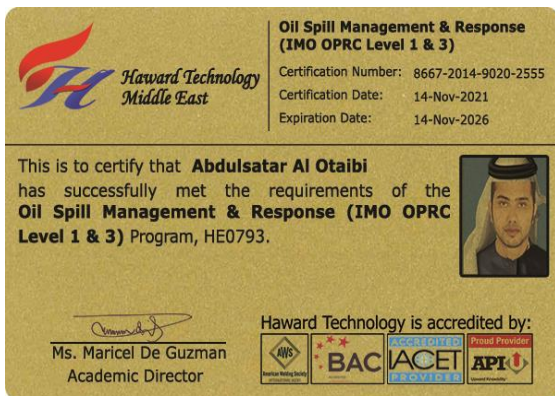 Haward Technology
Middle East
Oil Spill Management & Response
(IMO OPRC Level 1 & 3)
Certification Number: 8667-2014-9020-2555
Certification Date: 14-Nov-2021
Expiration Date: 14-Nov-2026
This is to certify that Abdulsatar Al Otaibi
has successfully met the requirements of the
Oil Spill Management & Response (IMO OPRC
Level 1 & 3) Program, HE0793.
Ms. Maricel De Guzman
Academic Director
Haward Technology is accredited by:
AWS
American Welding Society
BAC
ACCREDITED
IACET
PROVIDER
Proud Provider
API